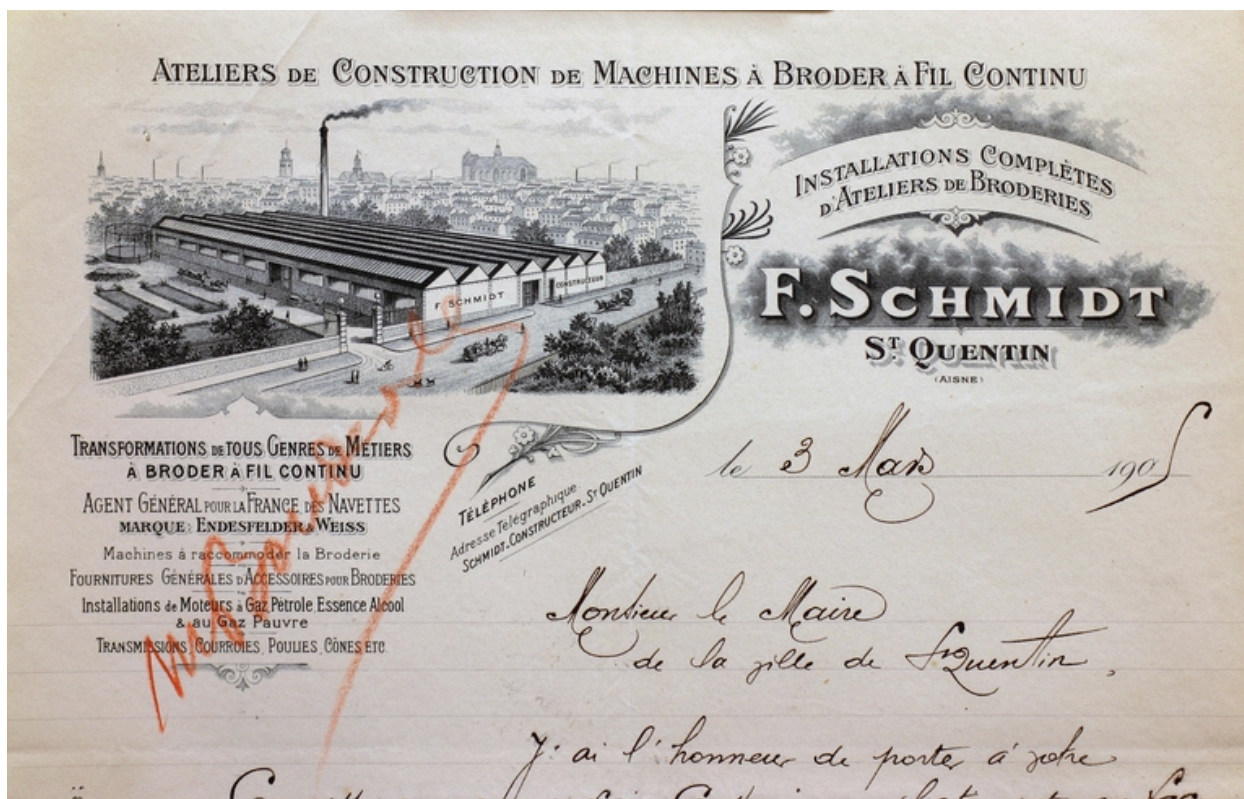 ATELIERS DE CONSTRUCTION DE MACHINES À BRODER À FIL CONTINU
INSTALLATIONS COMPLÈTES
D'ATELIERS DE BRODERIES
F. SCHMIDT
ST QUENTIN
(AISNE)
F. SCHMIDT
CONSTRUCTEUR
TRANSFORMATIONS DE TOUS GENRES DE MÉTIERS
À BRODER À FIL CONTINU
AGENT GÉNÉRAL POUR LA FRANCE DES NAVETTES
MARQUE: ENDESFELDER & WEISS
Machines à raccommoder la Broderie
FOURNITURES GÉNÉRALES D'ACCESSOIRES POUR BRODERIES
Installations de Moteurs à Gaz, Pétrole, Essence Alcool
& au Gaz Pauvre
TRANSMISSIONS, COURROIES, POULIES, CÔNES ETC.
TÉLÉPHONE
Adresse Télégraphique
SCHMIDT-CONSTRUCTEUR-ST QUENTIN
le 3 Mars 1905
Monsieur le Maire
de la ville de St Quentin,
J'ai l'honneur de porter à votre